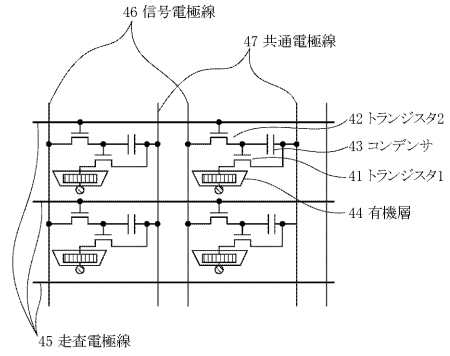 46 信号電極線
47 共通電極線
42 トランジスタ2
43 コンデンサ
41 トランジスタ1
44 有機層
45 走査電極線